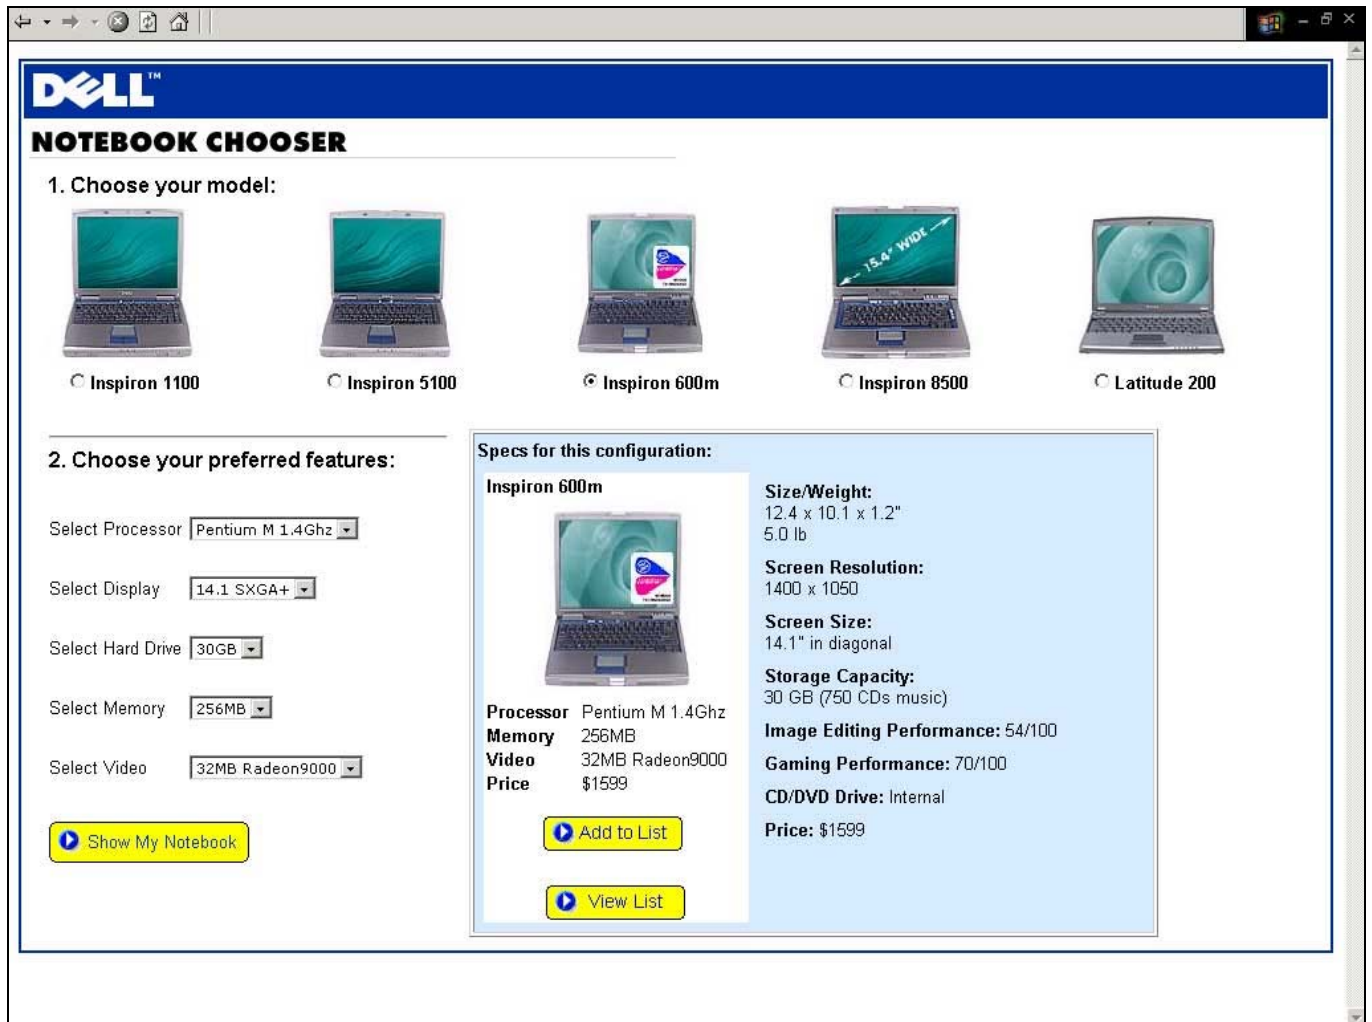 DELL™
NOTEBOOK CHOOSER
1. Choose your model:
15.4" WIDE
Inspiron 1100
Inspiron 5100
Inspiron 600m
Inspiron 8500
Latitude 200
2. Choose your preferred features:
Select Processor Pentium M 1.4Ghz
Select Display 14.1 SXGA+
Select Hard Drive 30GB
Select Memory 256MB
Select Video 32MB Radeon9000
Show My Notebook
Specs for this configuration:
Inspiron 600m
Processor Pentium M 1.4Ghz
Memory 256MB
Video 32MB Radeon9000
Price $1599
Add to List
View List
Size/Weight:
12.4 x 10.1 x 1.2"
5.0 lb
Screen Resolution:
1400 x 1050
Screen Size:
14.1" in diagonal
Storage Capacity:
30 GB (750 CDs music)
Image Editing Performance: 54/100
Gaming Performance: 70/100
CD/DVD Drive: Internal
Price: $1599